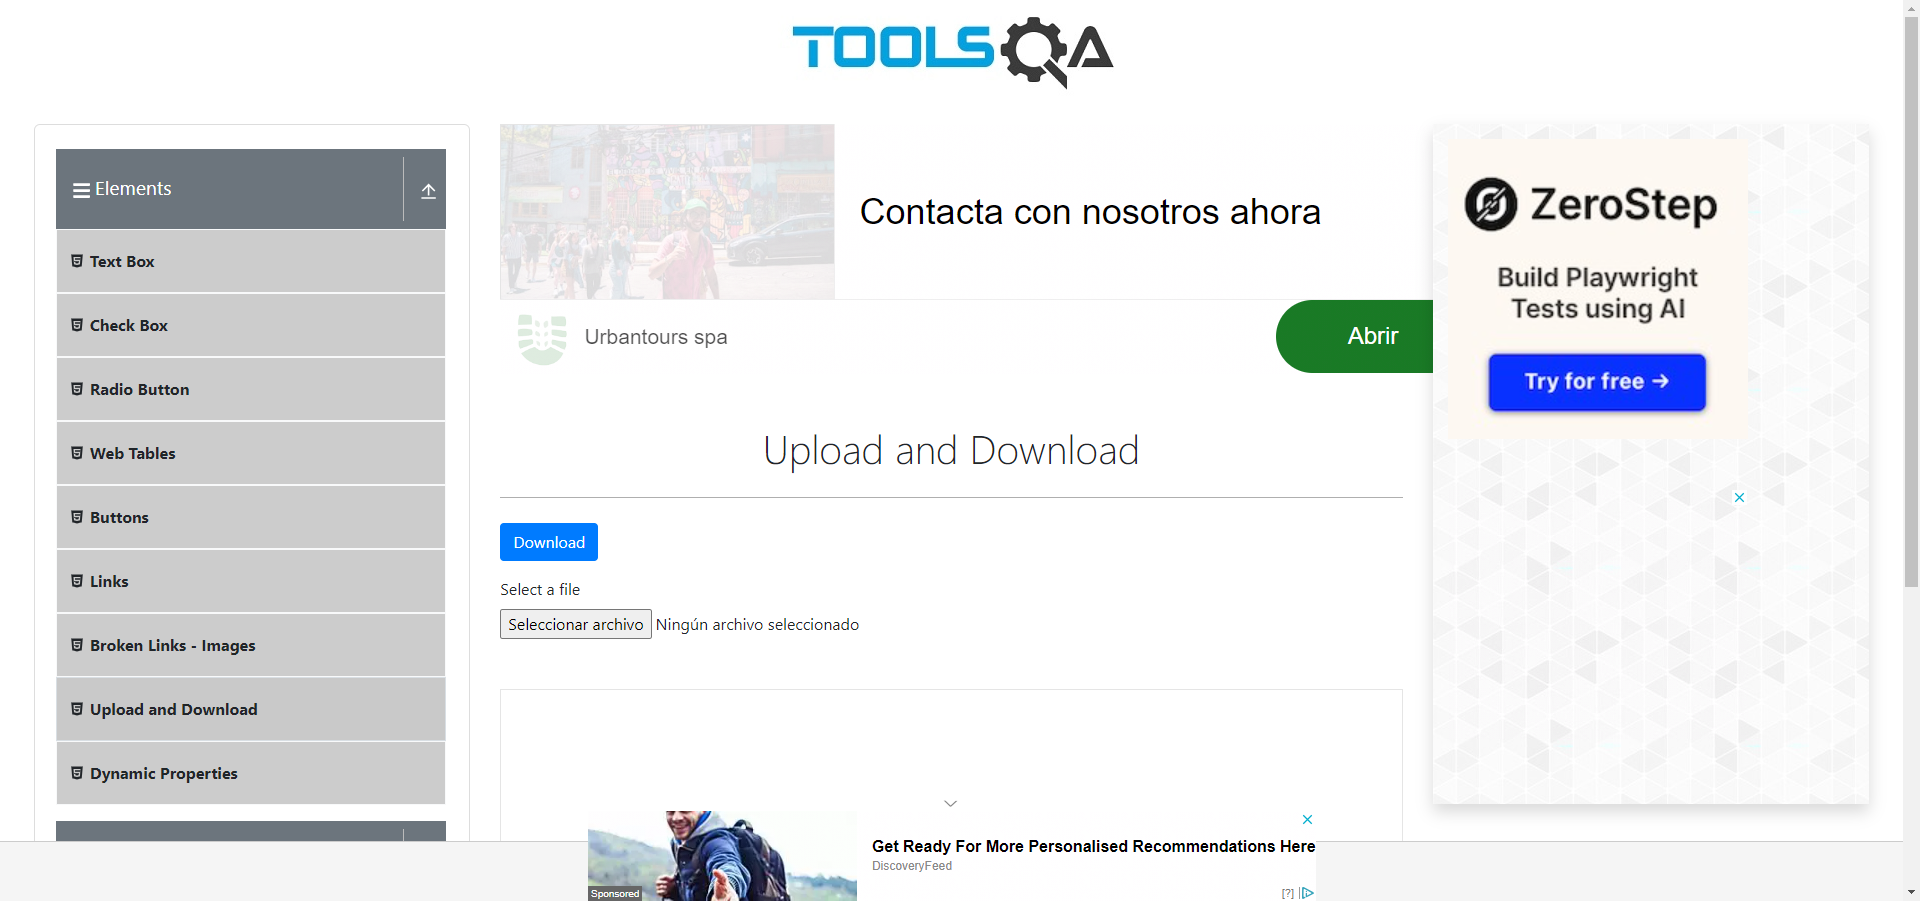 TOOLSQA
Elements
Text Box
Check Box
Radio Button
Web Tables
Buttons
Links
Broken Links - Images
Upload and Download
Dynamic Properties
Contacta con nosotros ahora
Urbantours spa
Abrir
Upload and Download
Download
Select a file
Seleccionar archivo Ningún archivo seleccionado
ZeroStep
Build Playwright
Tests using AI
Try for free →
Get Ready For More Personalised Recommendations Here
DiscoveryFeed
Sponsored
[?]